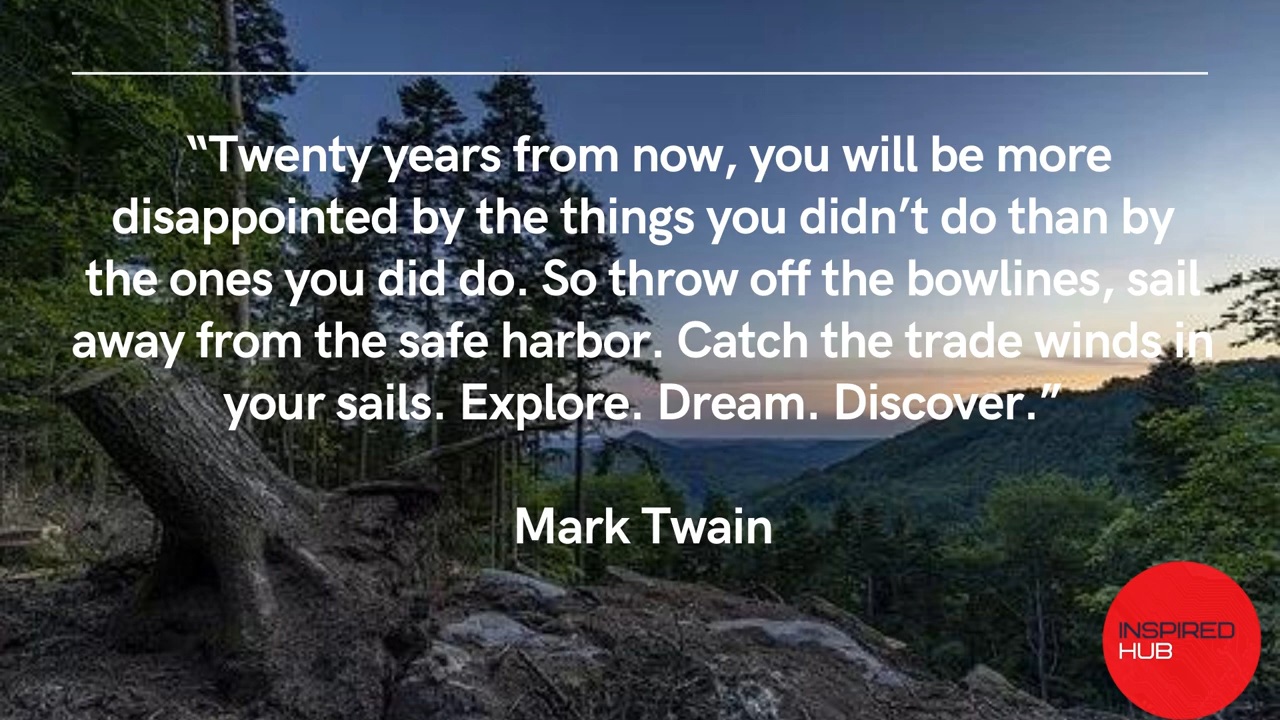 “Twenty years from now, you will be more
disappointed by the things you didn’t do than by
the ones you did do. So throw off the bowlines, sail
away from the safe harbor. Catch the trade winds in
your sails. Explore. Dream. Discover.”
Mark Twain
INSPIRED
HUB